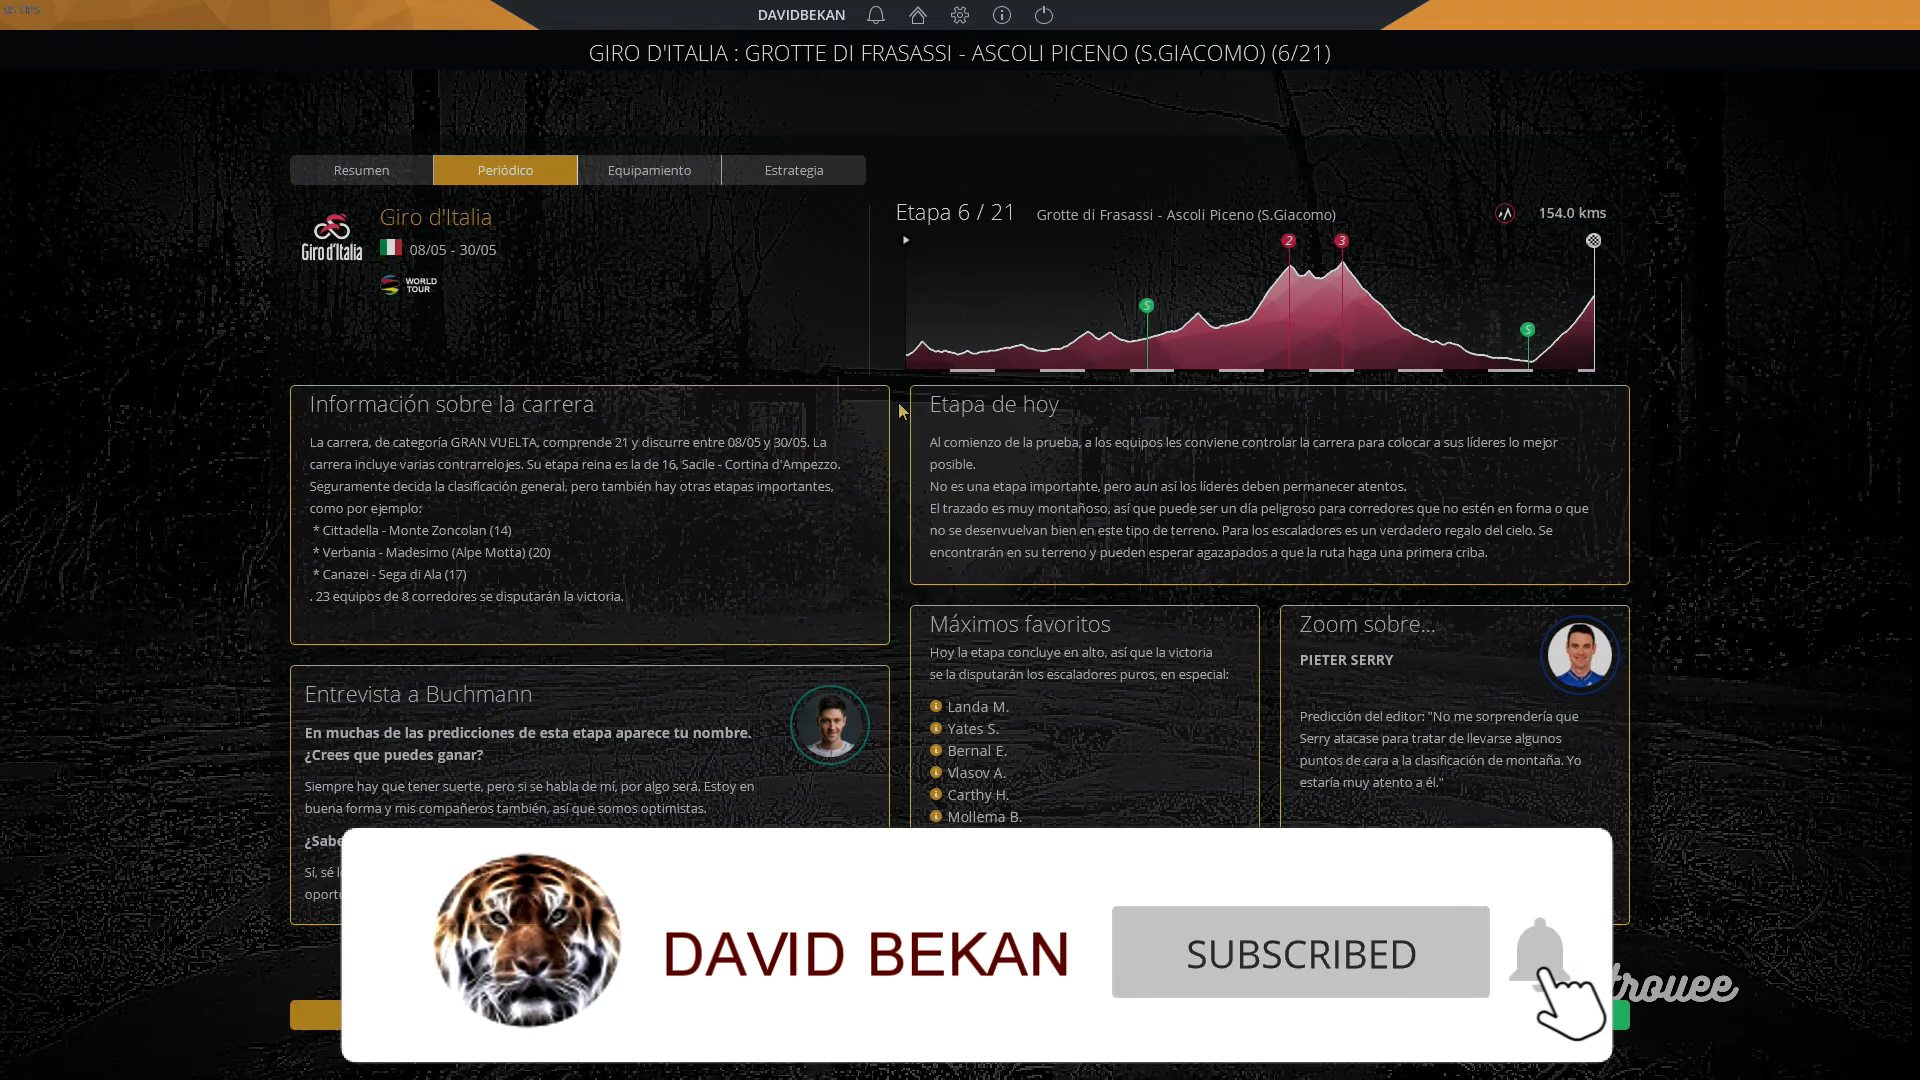 DAVIDBEKAN
GIRO D'ITALIA : GROTTE DI FRASASSI - ASCOLI PICENO (S.GIACOMO) (6/21)
Resumen
Periódico
Equipamiento
Estrategia
Giro d'Italia
Giro d'Italia
08/05 - 30/05
WORLD
TOUR
Etapa 6 / 21
Grotte di Frasassi - Ascoli Piceno (S.Giacomo)
154.0 kms
2
3
S
S
Información sobre la carrera
La carrera, de categoría GRAN VUELTA, comprende 21 y discurre entre 08/05 y 30/05. La
carrera incluye varias contrarrelojes. Su etapa reina es la de 16, Sacile - Cortina d'Ampezzo.
Seguramente decida la clasificación general, pero también hay otras etapas importantes,
como por ejemplo:
* Cittadella - Monte Zoncolan (14)
* Verbania - Madesimo (Alpe Motta) (20)
* Canazei - Sega di Ala (17)
. 23 equipos de 8 corredores se disputarán la victoria.
Etapa de hoy
Al comienzo de la prueba, a los equipos les conviene controlar la carrera para colocar a sus líderes lo mejor
posible.
No es una etapa importante, pero aun así los líderes deben permanecer atentos.
El trazado es muy montañoso, así que puede ser un día peligroso para corredores que no estén en forma o que
no se desenvuelvan bien en este tipo de terreno. Para los escaladores es un verdadero regalo del cielo. Se
encontrarán en su terreno y pueden esperar agazapados a que la ruta haga una primera criba.
Entrevista a Buchmann
En muchas de las predicciones de esta etapa aparece tu nombre.
¿Crees que puedes ganar?
Siempre hay que tener suerte, pero si se habla de mí, por algo será. Estoy en
buena forma y mis compañeros también, así que somos optimistas.
¿Sabe
Sí, sé l
oport
Máximos favoritos
Hoy la etapa concluye en alto, así que la victoria
se la disputarán los escaladores puros, en especial:
Landa M.
Yates S.
Bernal E.
Vlasov A.
Carthy H.
Mollema B.
Zoom sobre...
PIETER SERRY
Predicción del editor: "No me sorprendería que
Serry atacase para tratar de llevarse algunos
puntos de cara a la clasificación de montaña. Yo
estaría muy atento a él."
DAVID BEKAN
SUBSCRIBED
trouee